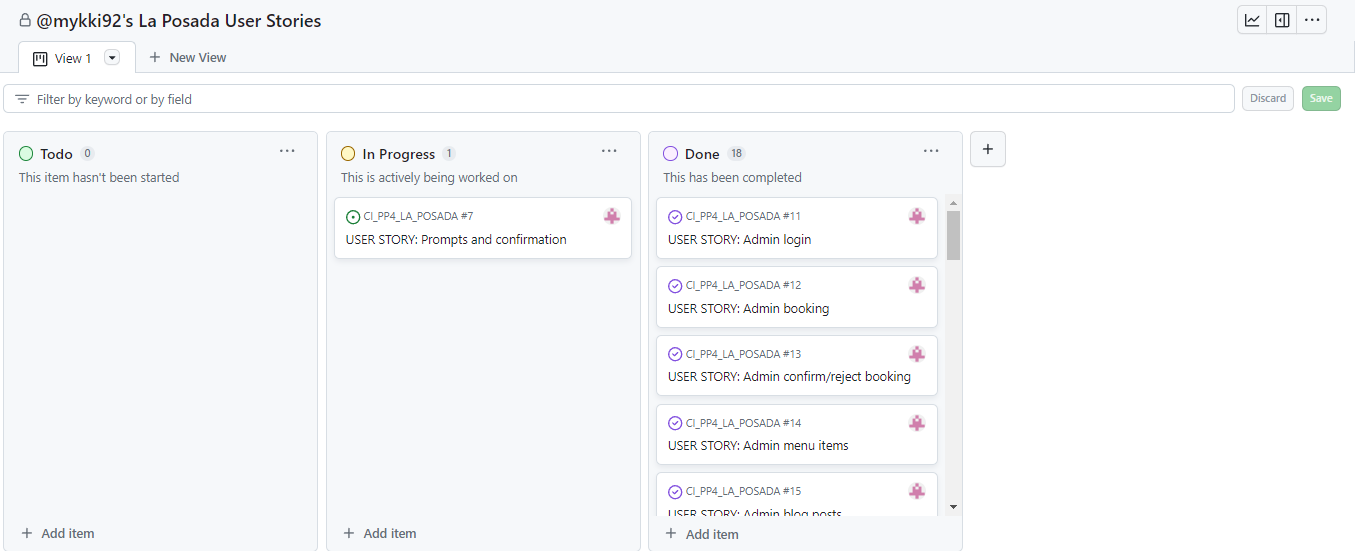 @mykki92's La Posada User Stories
View 1
New View
Filter by keyword or by field
Discard
Save
Todo 0
This item hasn't been started
Add item
In Progress 1
This is actively being worked on
CI_PP4_LA_POSADA #7
USER STORY: Prompts and confirmation
Add item
Done 18
This has been completed
CI_PP4_LA_POSADA #11
USER STORY: Admin login
CI_PP4_LA_POSADA #12
USER STORY: Admin booking
CI_PP4_LA_POSADA #13
USER STORY: Admin confirm/reject booking
CI_PP4_LA_POSADA #14
USER STORY: Admin menu items
CI_PP4_LA_POSADA #15
USER STORY: Admin blog posts
Add item